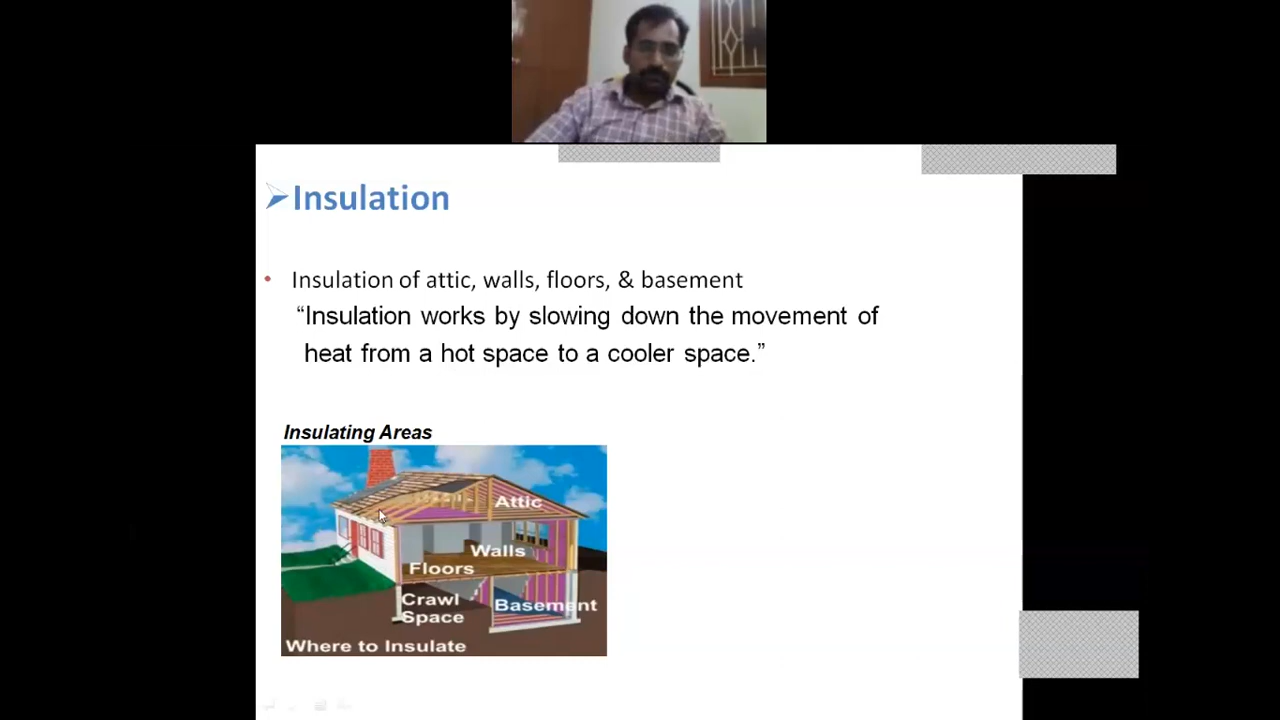 Insulation
Insulation of attic, walls, floors, & basement
“Insulation works by slowing down the movement of
heat from a hot space to a cooler space.”
Insulating Areas
Attic
Walls
Floors
Crawl
Space
Basement
Where to Insulate